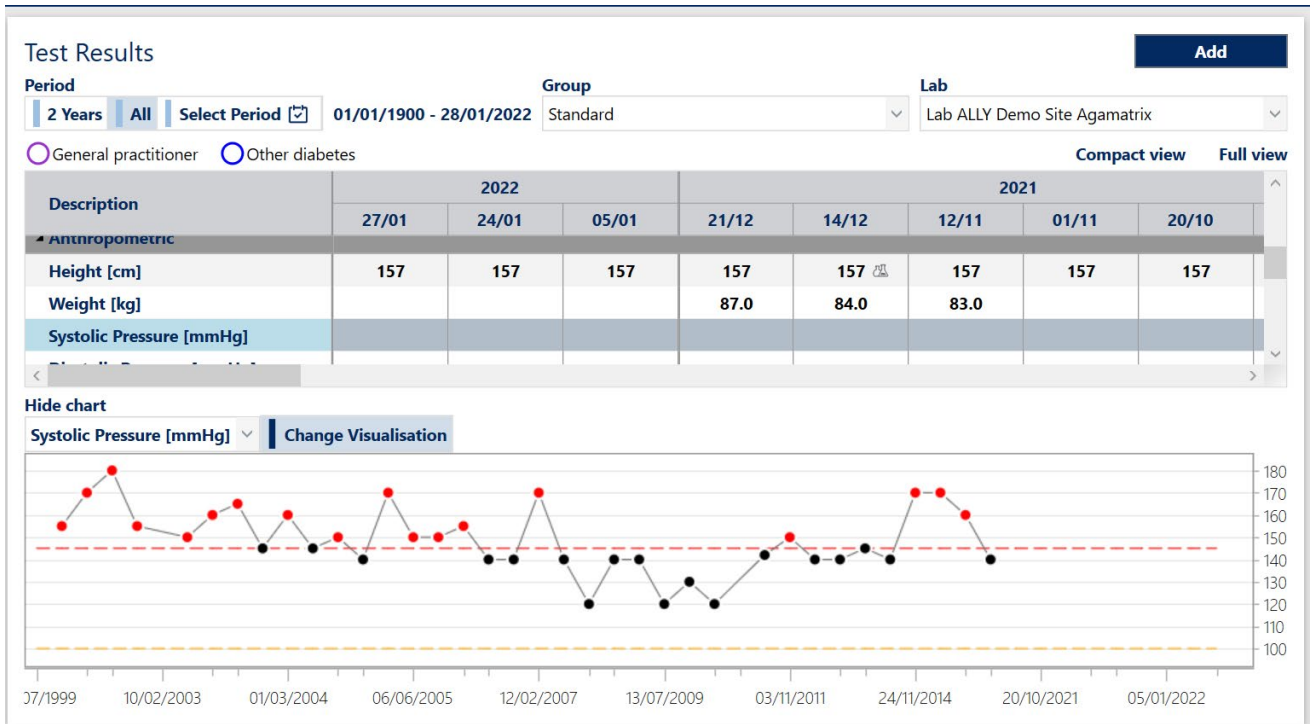 Test Results
Add
Period
Group
Lab
2 Years All Select Period 01/01/1900 - 28/01/2022 Standard Lab ALLY Demo Site Agamatrix
General practitioner Other diabetes Compact view Full view
Description
2022 2021
27/01 24/01 05/01 21/12 14/12 12/11 01/11 20/10
Anthropometric
Height [cm] 157 157 157 157 157 157 157 157
Weight [kg] 87.0 84.0 83.0
Systolic Pressure [mmHg]
Hide chart
Systolic Pressure [mmHg] Change Visualisation
180
170
160
150
140
130
120
110
100
07/1999 10/02/2003 01/03/2004 06/06/2005 12/02/2007 13/07/2009 03/11/2011 24/11/2014 20/10/2021 05/01/2022